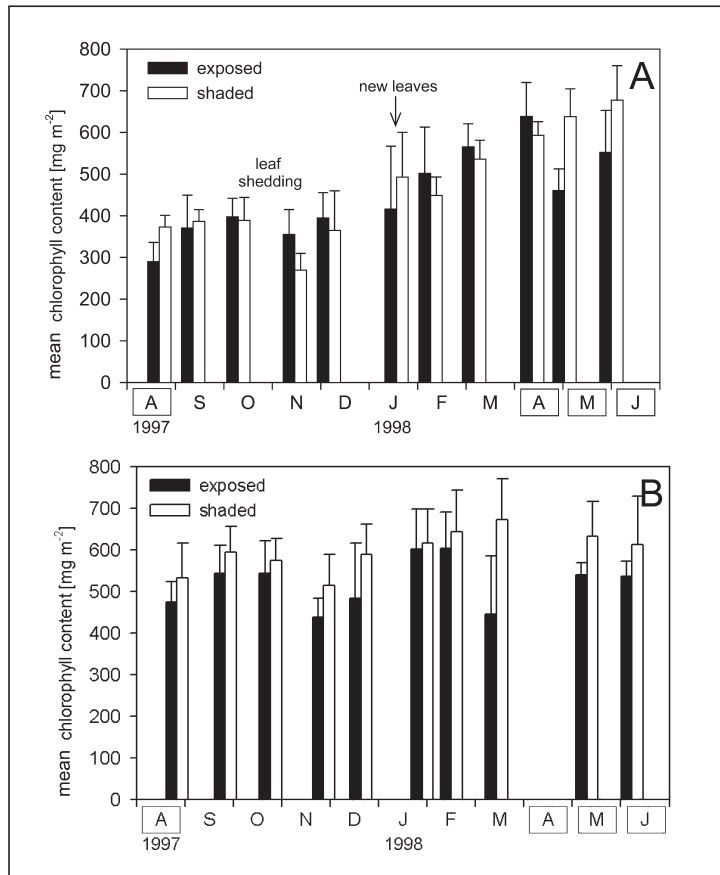 A
800
700
600
500
400
300
200
100
0
mean chlorophyll content [mg m⁻²]
exposed
shaded
new leaves
leaf
shedding
A S O N D J F M A M J
1997 1998
B
800
700
600
500
400
300
200
100
0
mean chlorophyll content [mg m⁻²]
exposed
shaded
A S O N D J F M A M J
1997 1998